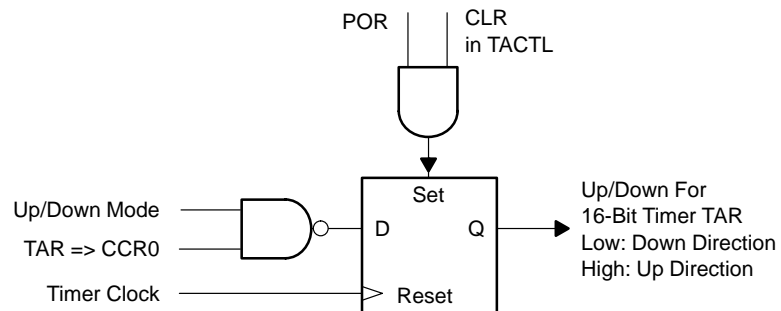 POR
CLR
in TACTL
Set
Up/Down Mode
TAR => CCR0
Timer Clock
D
Q
Reset
Up/Down For
16-Bit Timer TAR
Low: Down Direction
High: Up Direction